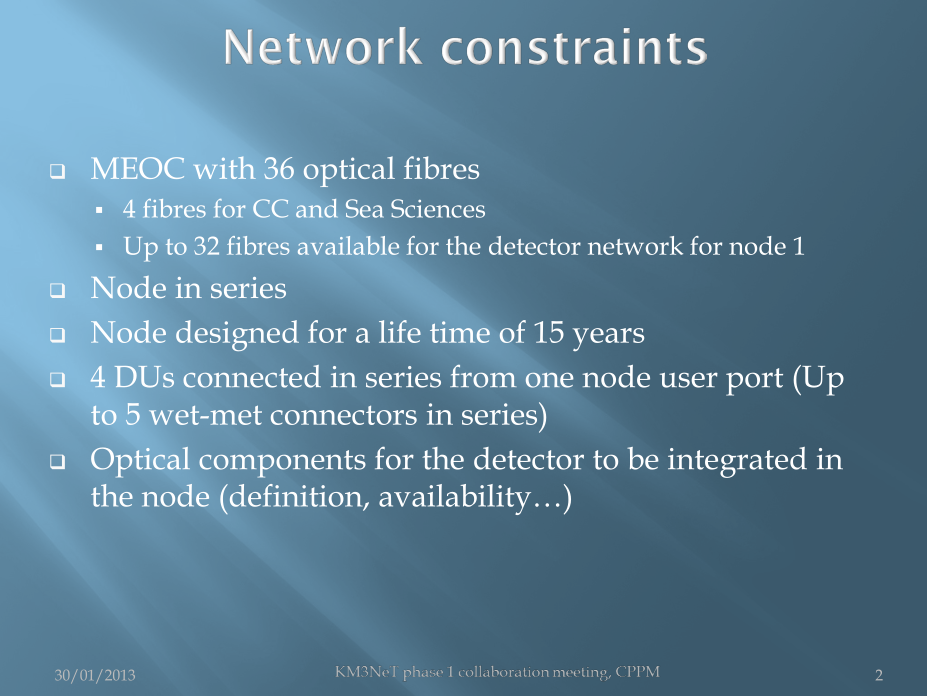 Network constraints
MEOC with 36 optical fibres
4 fibres for CC and Sea Sciences
Up to 32 fibres available for the detector network for node 1
Node in series
Node designed for a life time of 15 years
4 DUs connected in series from one node user port (Up
to 5 wet-met connectors in series)
Optical components for the detector to be integrated in
the node (definition, availability…)
30/01/2013
KM3NeT phase 1 collaboration meeting, CPPM
2